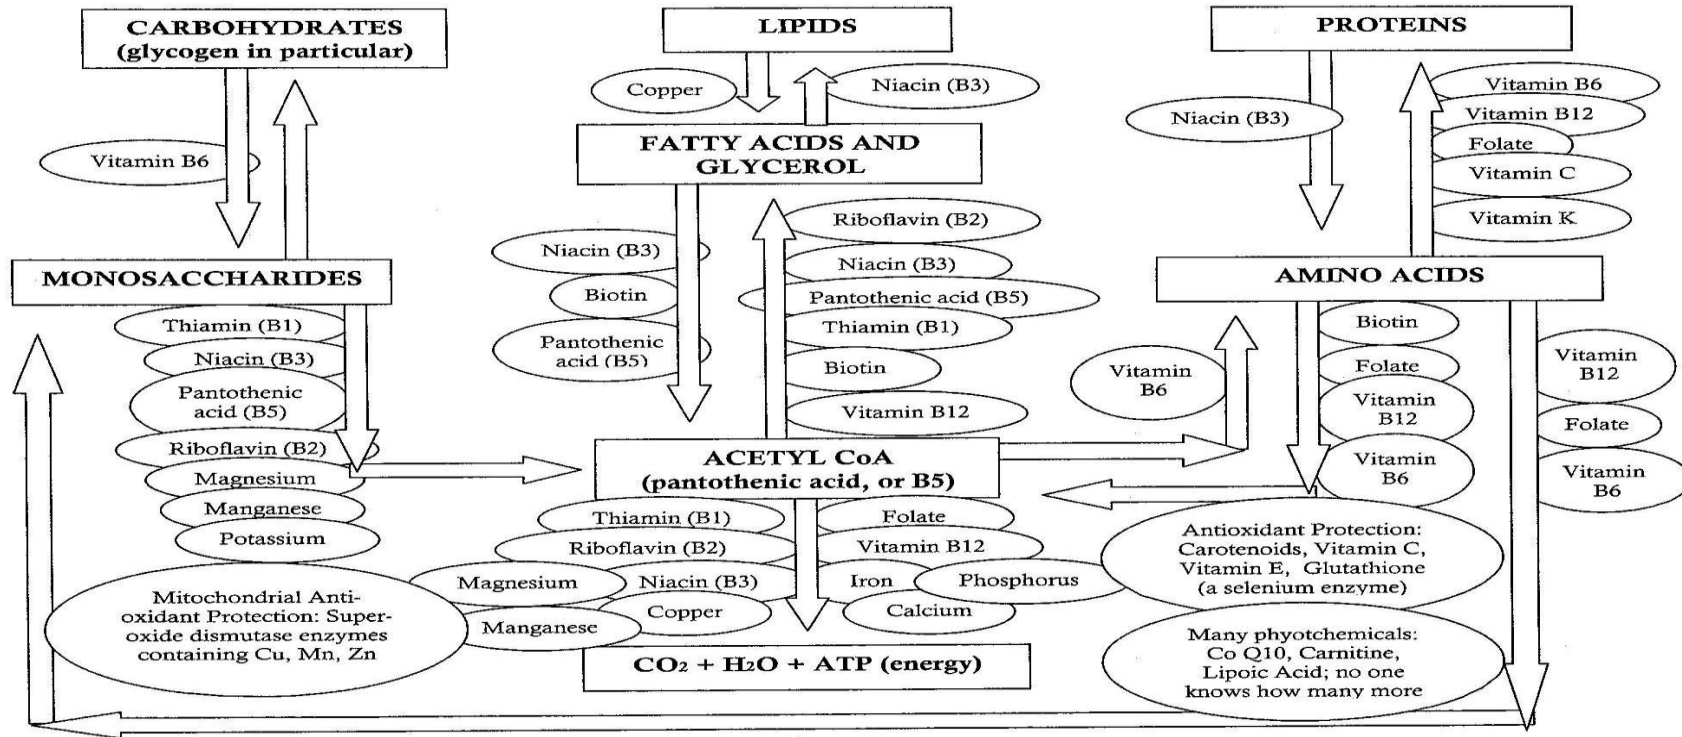 CARBOHYDRATES
(glycogen in particular)
LIPIDS
PROTEINS
Copper
Niacin (B3)
Niacin (B3)
Vitamin B6
Vitamin B12
Folate
Vitamin C
Vitamin K
Vitamin B6
FATTY ACIDS AND
GLYCEROL
MONOSACCHARIDES
AMINO ACIDS
Niacin (B3)
Biotin
Pantothenic
acid (B5)
Riboflavin (B2)
Niacin (B3)
Pantothenic acid (B5)
Thiamin (B1)
Biotin
Vitamin B12
Thiamin (B1)
Niacin (B3)
Pantothenic
acid (B5)
Riboflavin (B2)
Magnesium
Manganese
Potassium
Vitamin
B6
Biotin
Folate
Vitamin
B12
Vitamin
B6
Vitamin
B12
Folate
Vitamin
B6
ACETYL CoA
(pantothenic acid, or B5)
Thiamin (B1)
Riboflavin (B2)
Magnesium
Niacin (B3)
Copper
Manganese
Folate
Vitamin B12
Iron
Phosphorus
Calcium
Mitochondrial Anti-
oxidant Protection: Super-
oxide dismutase enzymes
containing Cu, Mn, Zn
Antioxidant Protection:
Carotenoids, Vitamin C,
Vitamin E, Glutathione
(a selenium enzyme)
Many phyotchemicals:
Co Q10, Carnitine,
Lipoic Acid; no one
knows how many more
CO2 + H2O + ATP (energy)